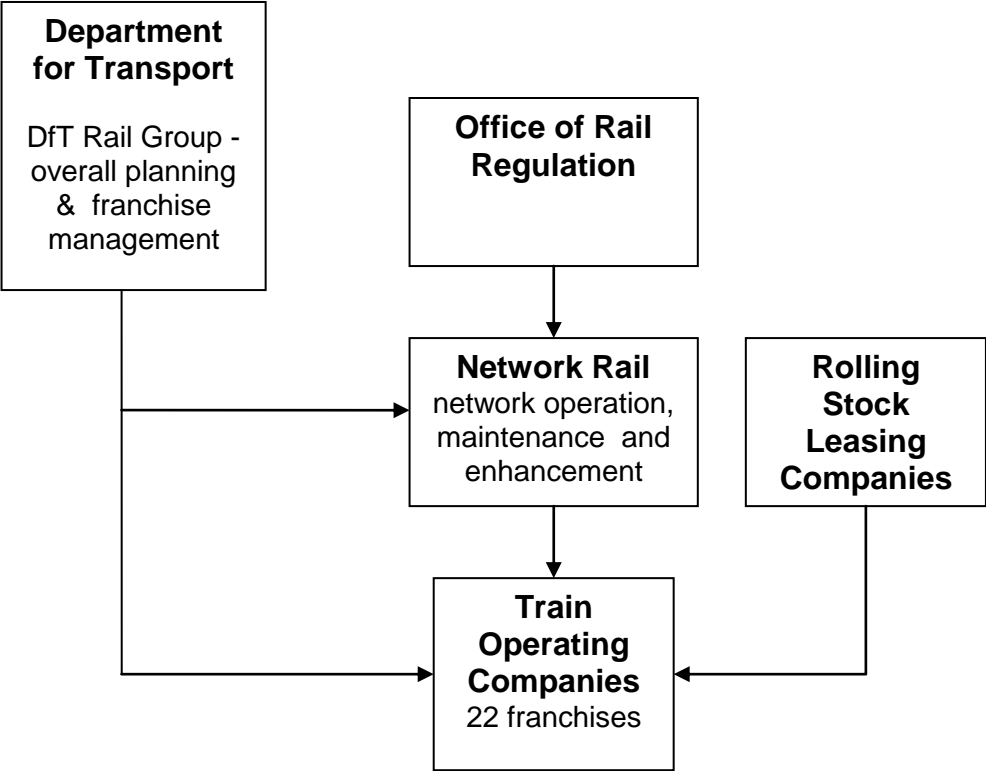 Department
for Transport
DfT Rail Group -
overall planning
& franchise
management
Office of Rail
Regulation
Network Rail
network operation,
maintenance and
enhancement
Rolling
Stock
Leasing
Companies
Train
Operating
Companies
22 franchises